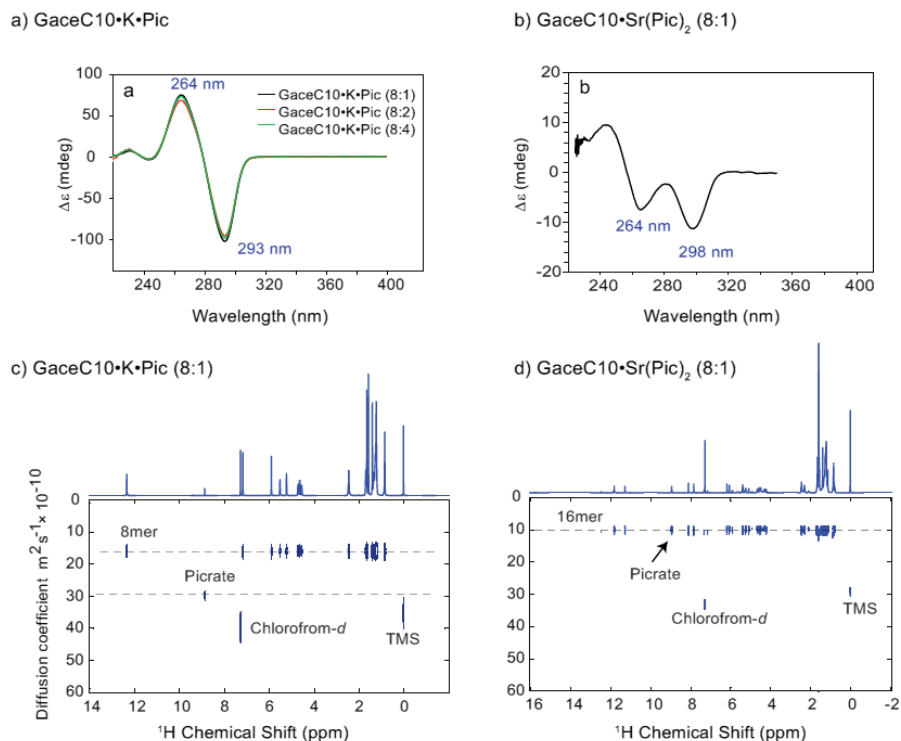 a) GaceC10•K•Pic
b) GaceC10•Sr(Pic)₂ (8:1)
100
50
0
-50
-100
Δε (mdeg)
a
264 nm
GaceC10•K•Pic (8:1)
GaceC10•K•Pic (8:2)
GaceC10•K•Pic (8:4)
293 nm
240 280 320 360 400
Wavelength (nm)
20
10
0
-10
-20
Δε (mdeg)
b
264 nm
298 nm
240 280 320 360 400
Wavelength (nm)
c) GaceC10•K•Pic (8:1)
0
10
20
30
40
50
60
Diffusion coefficient m² s⁻¹ × 10⁻¹⁰
8mer
Picrate
Chlorofrom-d
TMS
14 12 10 8 6 4 2 0
¹H Chemical Shift (ppm)
d) GaceC10•Sr(Pic)₂ (8:1)
0
10
20
30
40
50
60
16mer
Picrate
Chlorofrom-d
TMS
16 14 12 10 8 6 4 2 0 -2
¹H Chemical Shift (ppm)